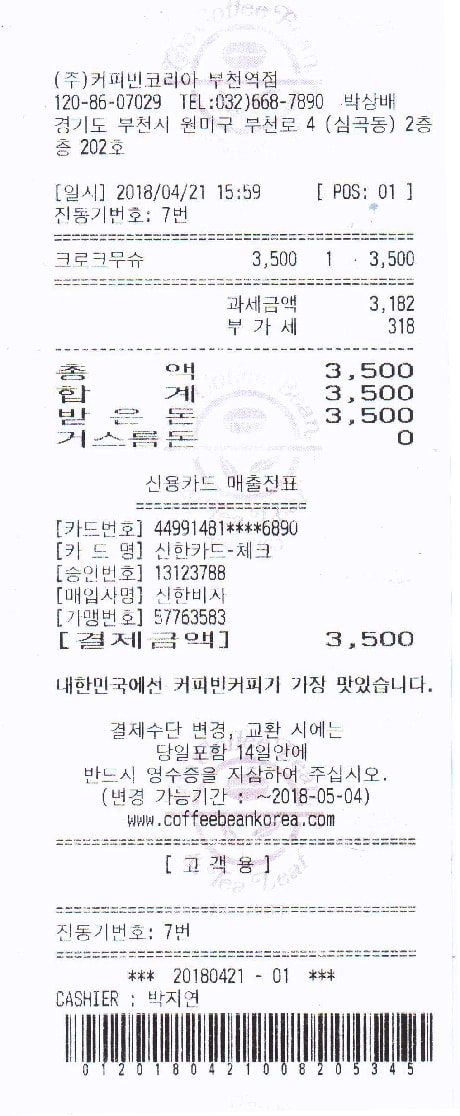 (주)커피빈코리아 부천역점
120-86-07029 TEL:032)668-7890 박상배
경기도 부천시 원미구 부천로 4 (심곡동) 2층
층 202호
[일시] 2018/04/21 15:59 [ POS: 01 ]
진동기번호: 7번
크로크무슈 3,500 1 3,500
과세금액 3,182
부 가 세 318
총 액 3,500
합 계 3,500
받 은 돈 3,500
거스름돈 0
신용카드 매출전표
[카드번호] 44991481****6890
[카 드 명] 신한카드-체크
[승인번호] 13123788
[매입사명] 신한비사
[가맹번호] 57763583
[결제금액] 3,500
내한민국에선 커피빈커피가 가장 맛있습니다.
결제수단 변경, 교환 시에는
당일포함 14일안에
반드시 영수증을 지삼하여 주십시오.
(변경 가능기간 : ~2018-05-04)
www.coffeebeankorea.com
[ 고 객 용 ]
진동기번호: 7번
*** 20180421 - 01 ***
CASHIER : 박지연
01201804210082053 45